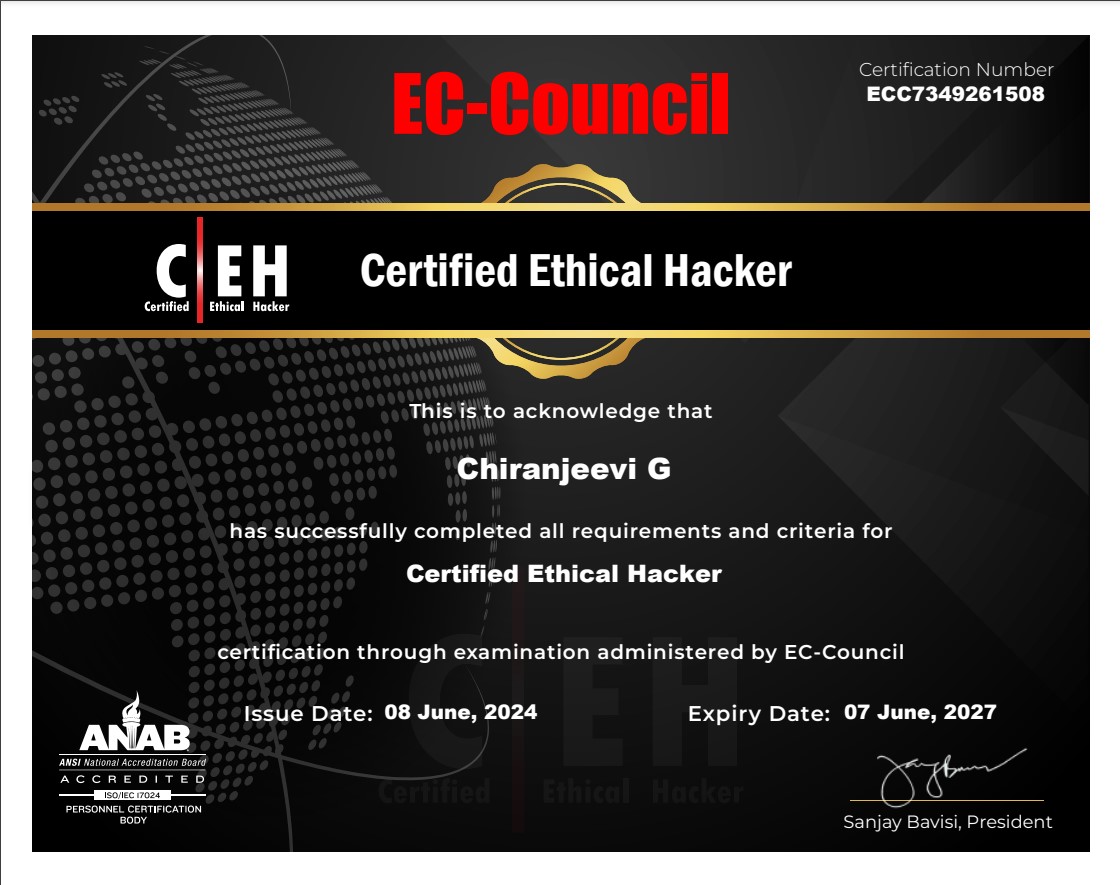 EC-Council
Certification Number
ECC7349261508
C EH
Certified Ethical Hacker
Certified Ethical Hacker
This is to acknowledge that
Chiranjeevi G
has successfully completed all requirements and criteria for
Certified Ethical Hacker
certification through examination administered by EC-Council
C EH
Certified Ethical Hacker
Issue Date: 08 June, 2024
Expiry Date: 07 June, 2027
ANAB
ANSI National Accreditation Board
ACCREDITED
ISO/IEC 17024
PERSONNEL CERTIFICATION
BODY
Sanjay Bavisi, President